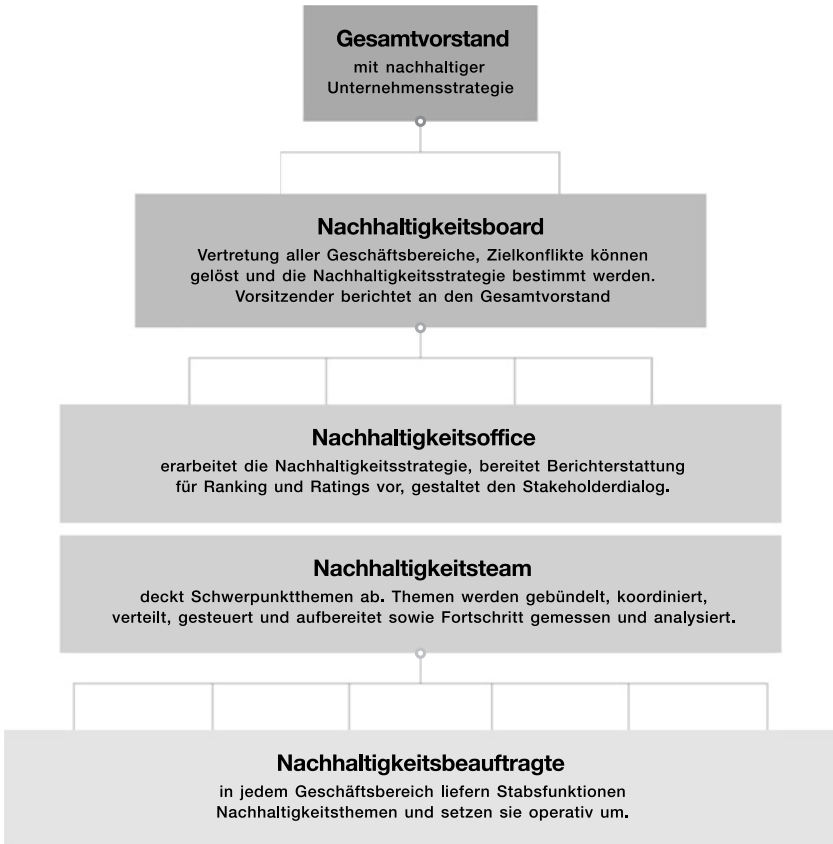 Gesamtvorstand
mit nachhaltiger
Unternehmensstrategie
Nachhaltigkeitsboard
Vertretung aller Geschäftsbereiche, Zielkonflikte können
gelöst und die Nachhaltigkeitsstrategie bestimmt werden.
Vorsitzender berichtet an den Gesamtvorstand
Nachhaltigkeitsoffice
erarbeitet die Nachhaltigkeitsstrategie, bereitet Berichterstattung
für Ranking und Ratings vor, gestaltet den Stakeholderdialog.
Nachhaltigkeitsteam
deckt Schwerpunktthemen ab. Themen werden gebündelt, koordiniert,
verteilt, gesteuert und aufbereitet sowie Fortschritt gemessen und analysiert.
Nachhaltigkeitsbeauftragte
in jedem Geschäftsbereich liefern Stabsfunktionen
Nachhaltigkeitsthemen und setzen sie operativ um.